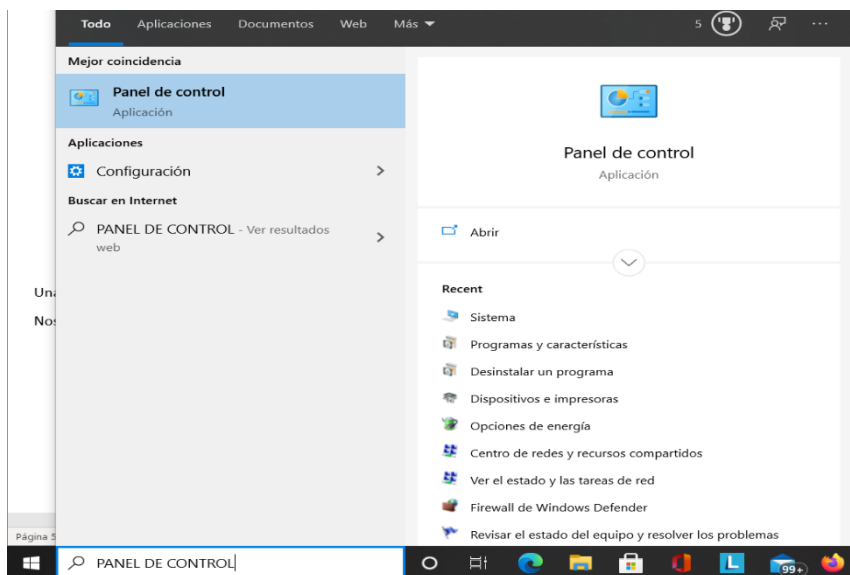 Todo Aplicaciones Documentos Web Más 5 ...
Mejor coincidencia
Panel de control
Aplicación
Aplicaciones
Configuración
Buscar en Internet
PANEL DE CONTROL - Ver resultados
web
Panel de control
Aplicación
Abrir
Recent
Sistema
Programas y características
Desinstalar un programa
Dispositivos e impresoras
Opciones de energía
Centro de redes y recursos compartidos
Ver el estado y las tareas de red
Firewall de Windows Defender
Revisar el estado del equipo y resolver los problemas
Una
Nos
Página 5
PANEL DE CONTROL
L
99+